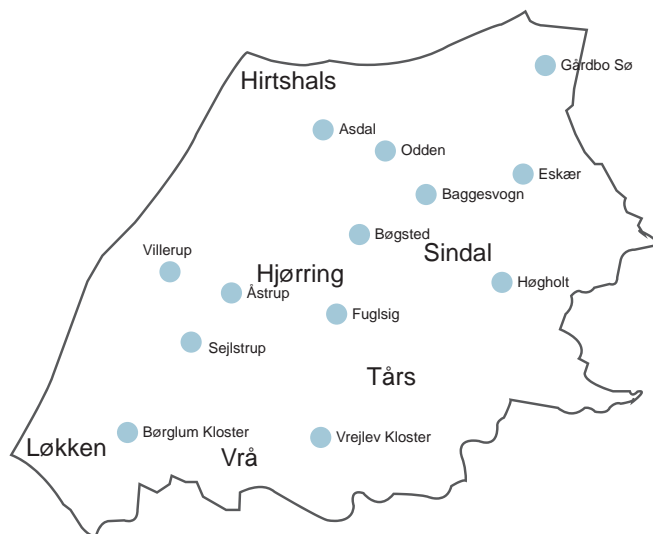 Gårdbo Sø
Hirtshals
Asdal
Odden
Eskær
Baggesvogn
Bøgsted
Sindal
Villerup
Hjørring
Høgholt
Åstrup
Fuglsig
Sejlstrup
Tårs
Børglum Kloster
Vrejlev Kloster
Løkken
Vrå